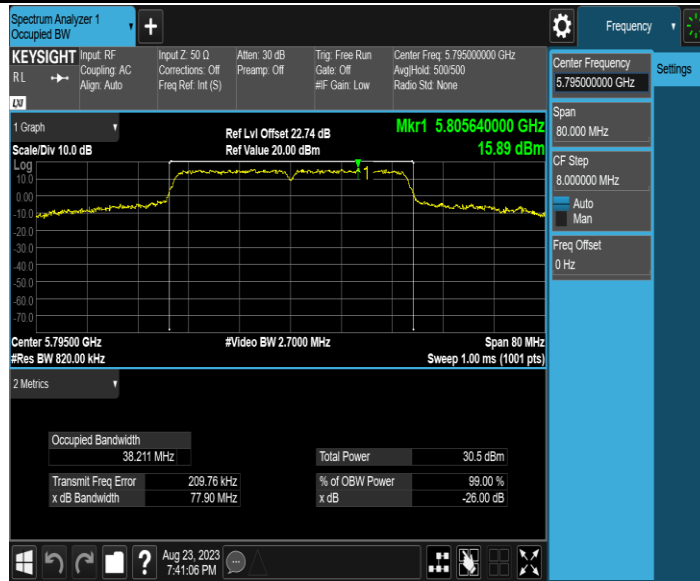 Spectrum Analyzer 1
Occupied BW
+
Frequency
KEYSIGHT
RL
LXI
Input: RF
Coupling: AC
Align: Auto
Input Z: 50 Ω
Corrections: Off
Freq Ref: Int (S)
Atten: 30 dB
Preamp: Off
Trig: Free Run
Gate: Off
#IF Gain: Low
Center Freq: 5.795000000 GHz
Avg|Hold: 500/500
Radio Std: None
Center Frequency
5.795000000 GHz
Settings
Span
80.000 MHz
CF Step
8.000000 MHz
Auto
Man
Freq Offset
0 Hz
1 Graph
Scale/Div 10.0 dB
Ref Lvl Offset 22.74 dB
Ref Value 20.00 dBm
Mkr1 5.805640000 GHz
15.89 dBm
Log
10.0
0.00
-10.0
-20.0
-30.0
-40.0
-50.0
-60.0
-70.0
1
Center 5.79500 GHz
#Res BW 820.00 kHz
#Video BW 2.7000 MHz
Span 80 MHz
Sweep 1.00 ms (1001 pts)
2 Metrics
Occupied Bandwidth
38.211 MHz
Total Power 30.5 dBm
Transmit Freq Error 209.76 kHz
% of OBW Power 99.00 %
x dB Bandwidth 77.90 MHz
x dB -26.00 dB
?
Aug 23, 2023
7:41:06 PM